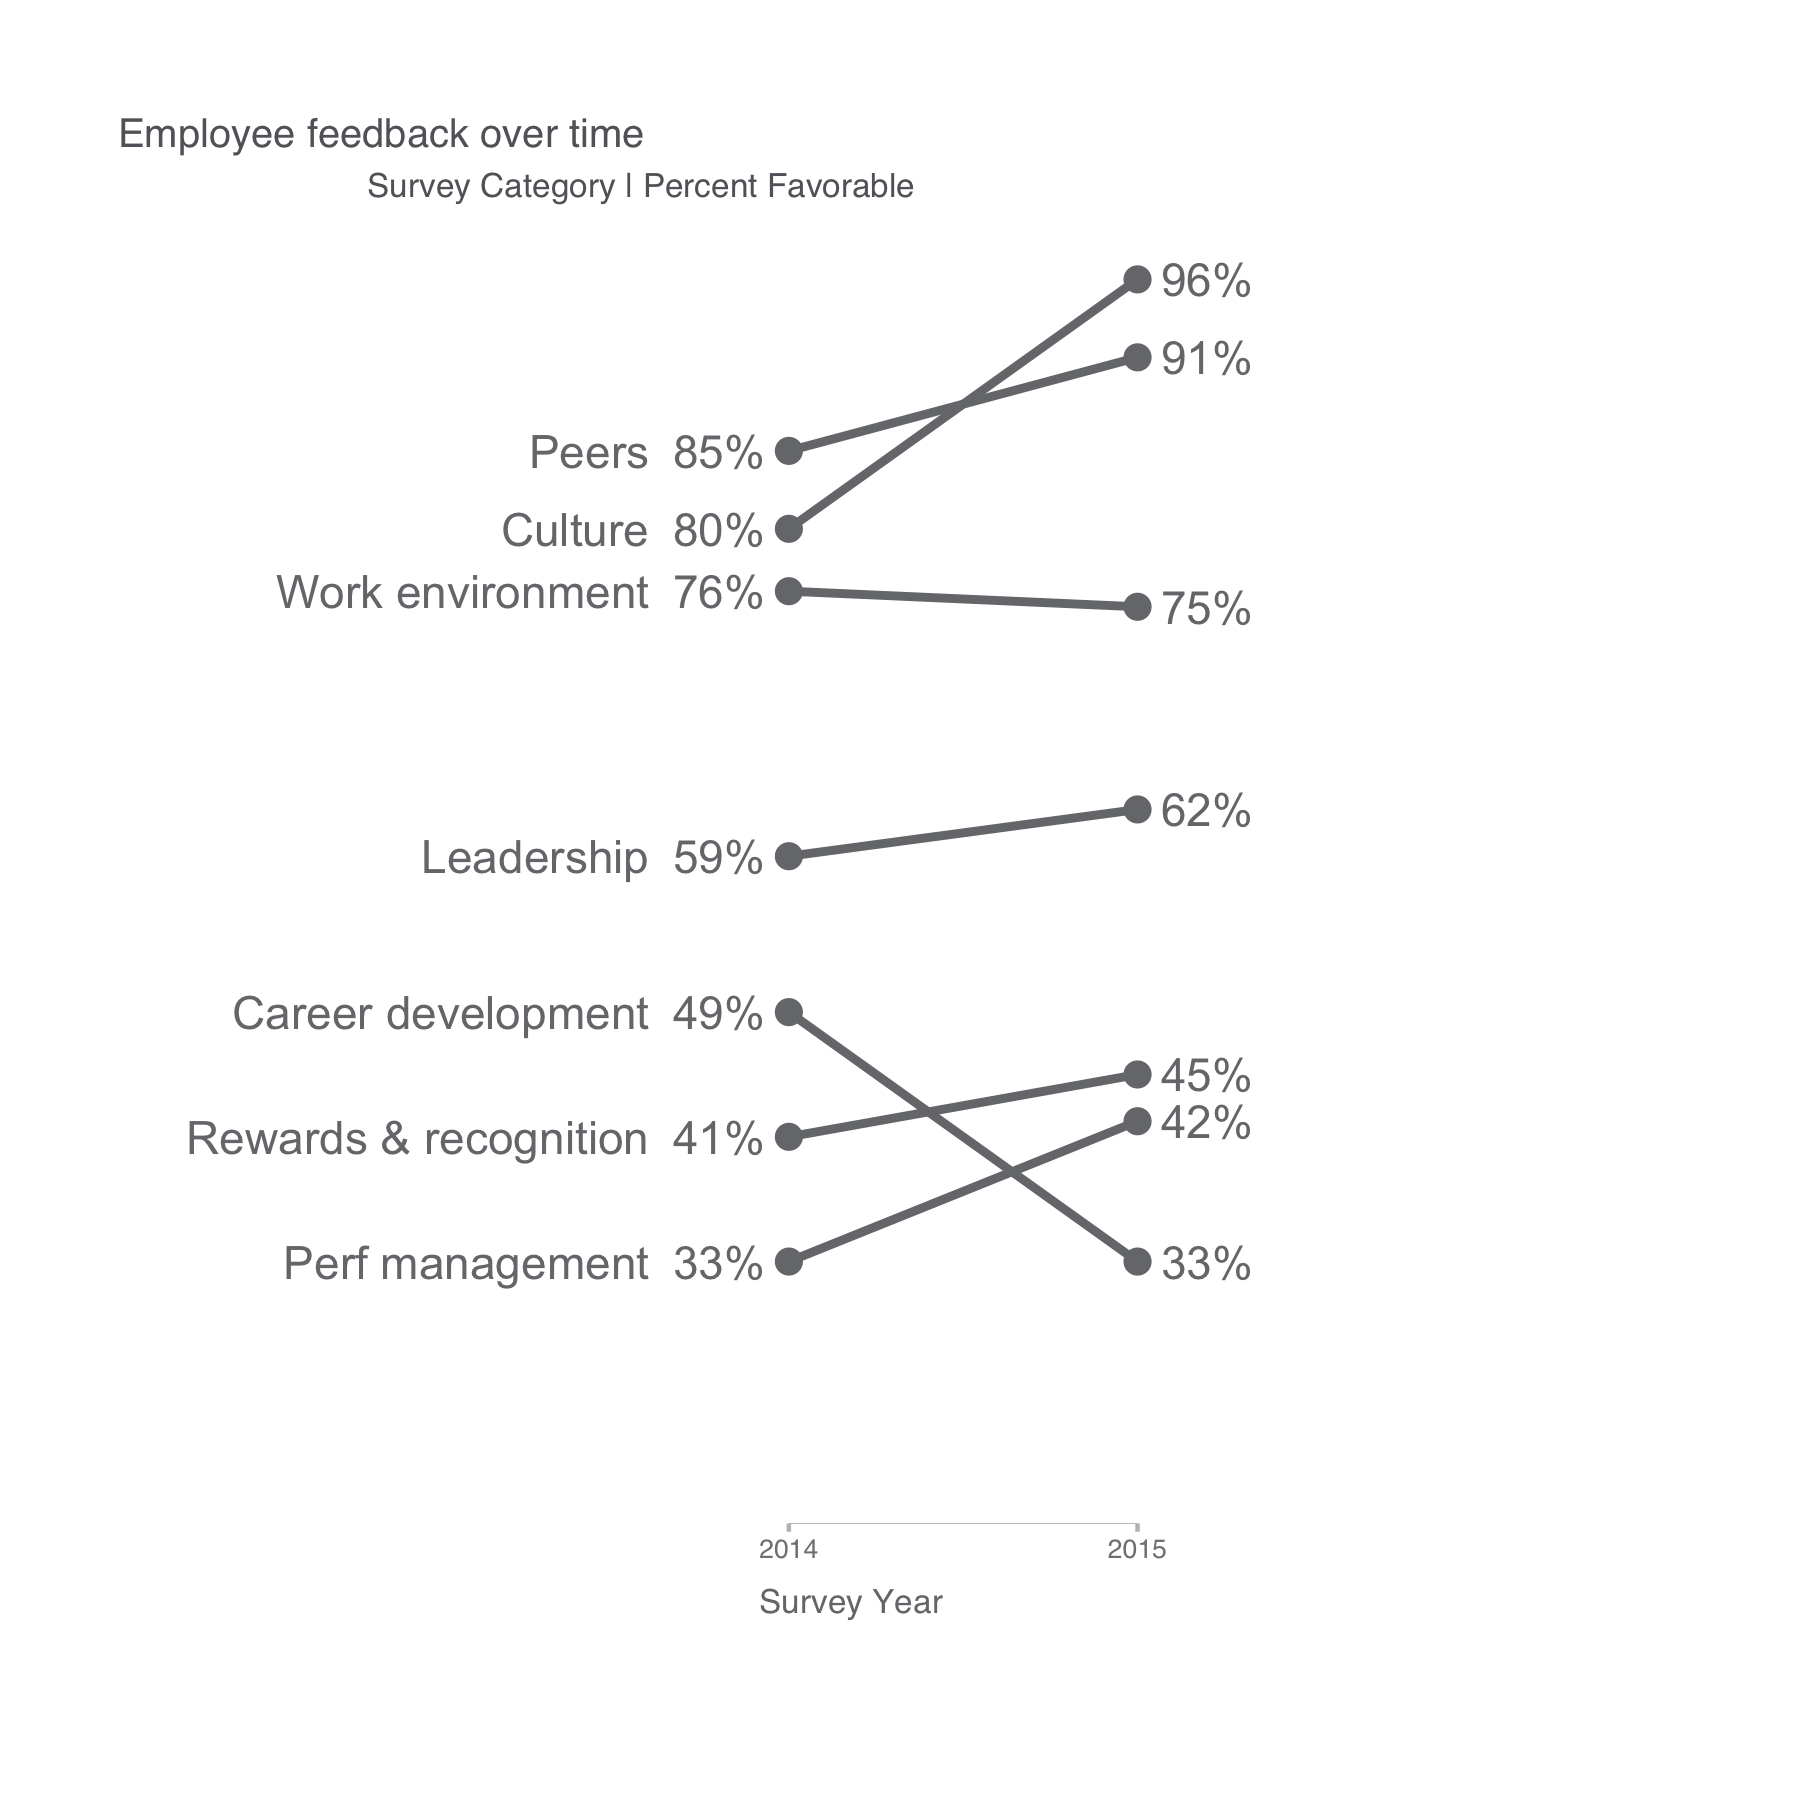 Employee feedback over time
Survey Category | Percent Favorable
96%
91%
Peers 85%
Culture 80%
Work environment 76%
75%
62%
Leadership 59%
Career development 49%
45%
42%
Rewards & recognition 41%
Perf management 33%
33%
2014 2015
Survey Year